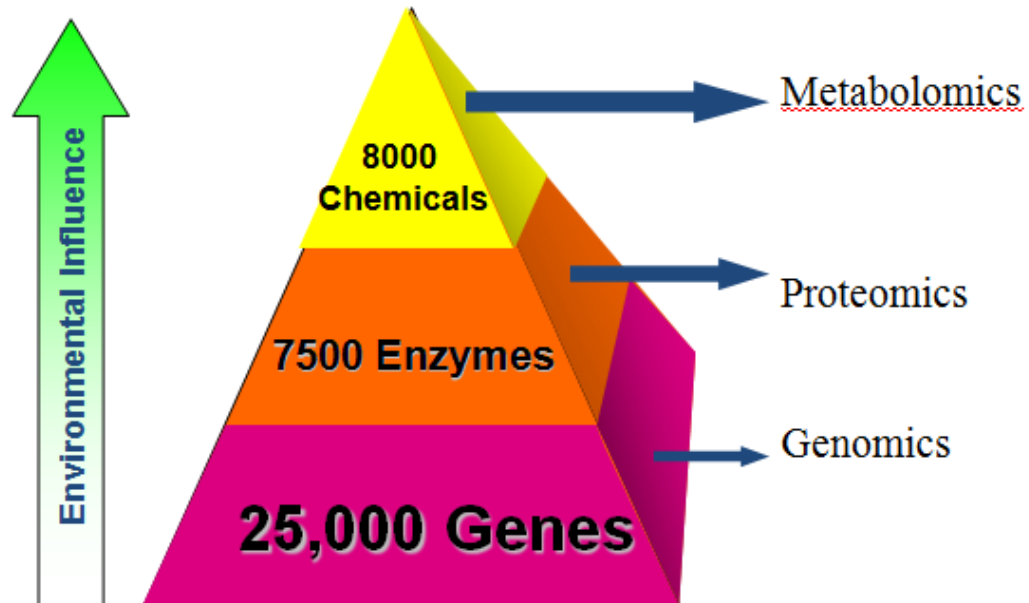 Environmental Influence
8000
Chemicals
7500 Enzymes
25,000 Genes
Metabolomics
Proteomics
Genomics